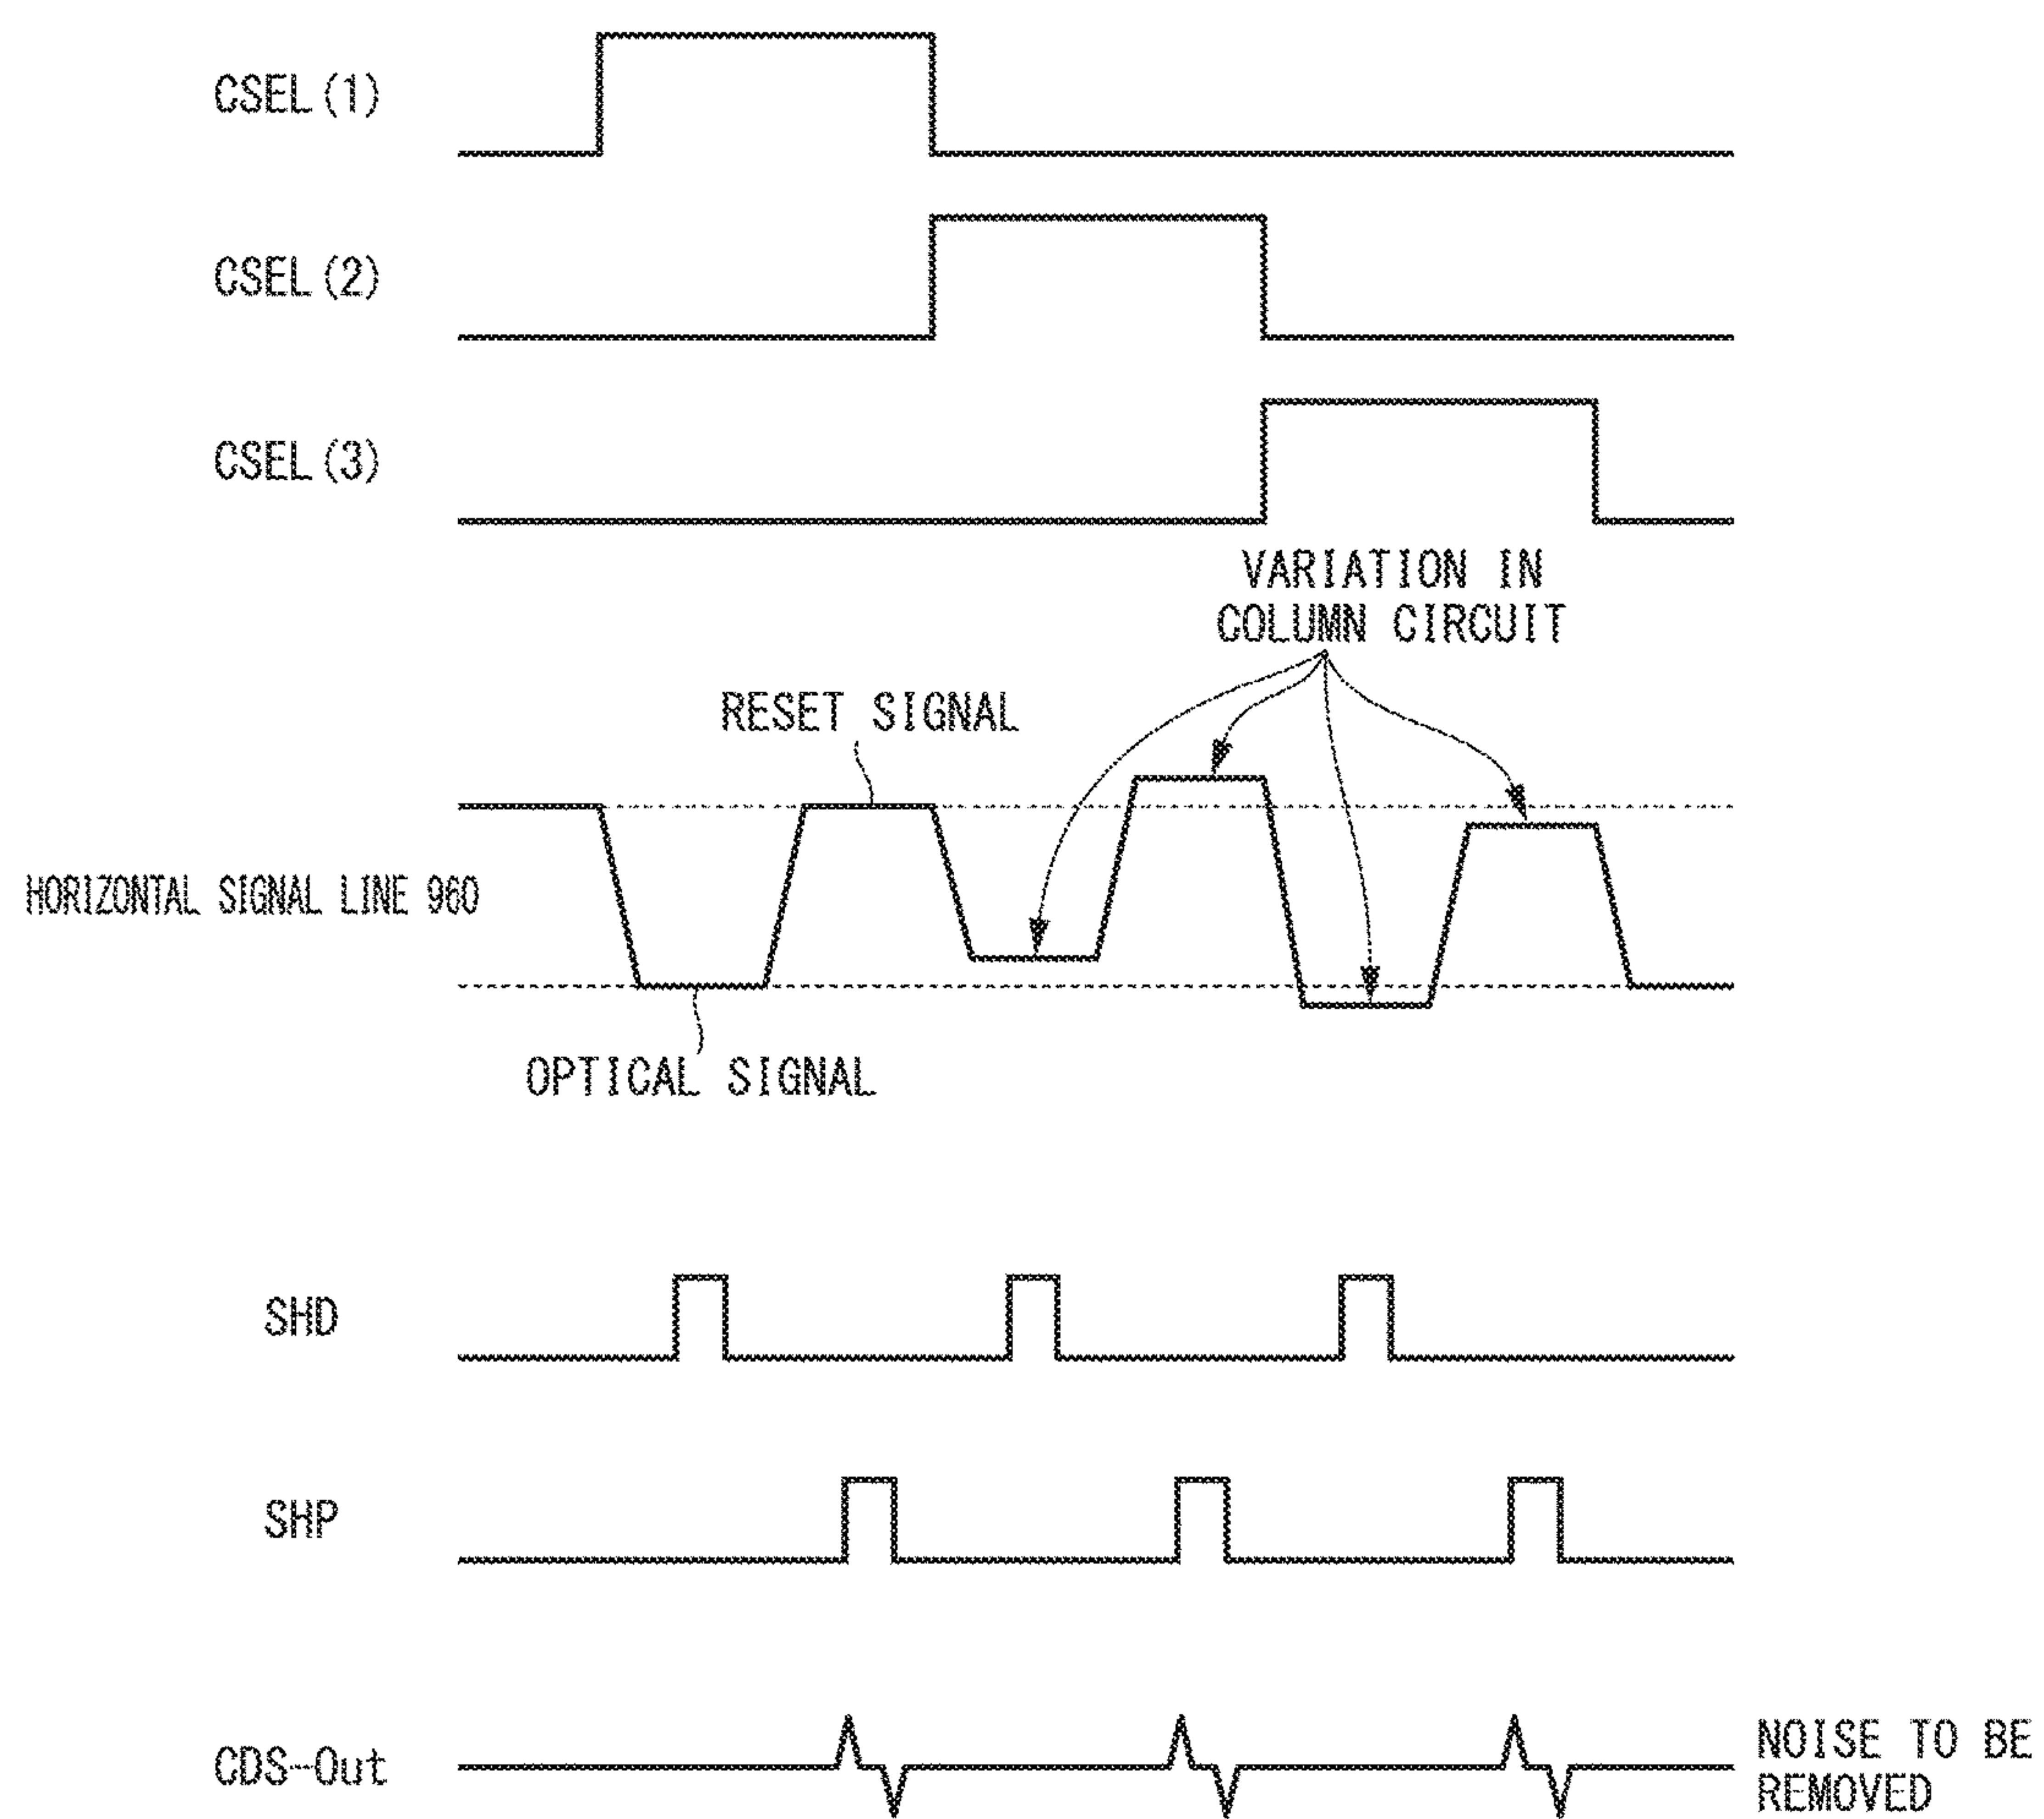 CSEL(1)
CSEL(2)
CSEL(3)
VARIATION IN
COLUMN CIRCUIT
RESET SIGNAL
HORIZONTAL SIGNAL LINE 960
OPTICAL SIGNAL
SHD
SHP
CDS-Out
NOISE TO BE
REMOVED